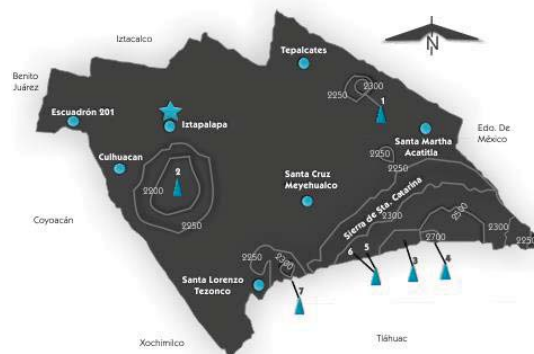 Iztacalco
N
Tepalcates
Benito
Juárez
2300
2250
Escuadrón 201
1
Iztapalapa
Edo. De
México
Santa Martha
Acatitla
Culhuacan
2250
2
2200
Santa Cruz
Meyehualco
Sierra de Sta. Catarina
2300
2500
Coyoacán
2250
2700
2250
2250
2300
6
5
3
4
Santa Lorenzo
Tezonco
7
Xochimilco
Tláhuac